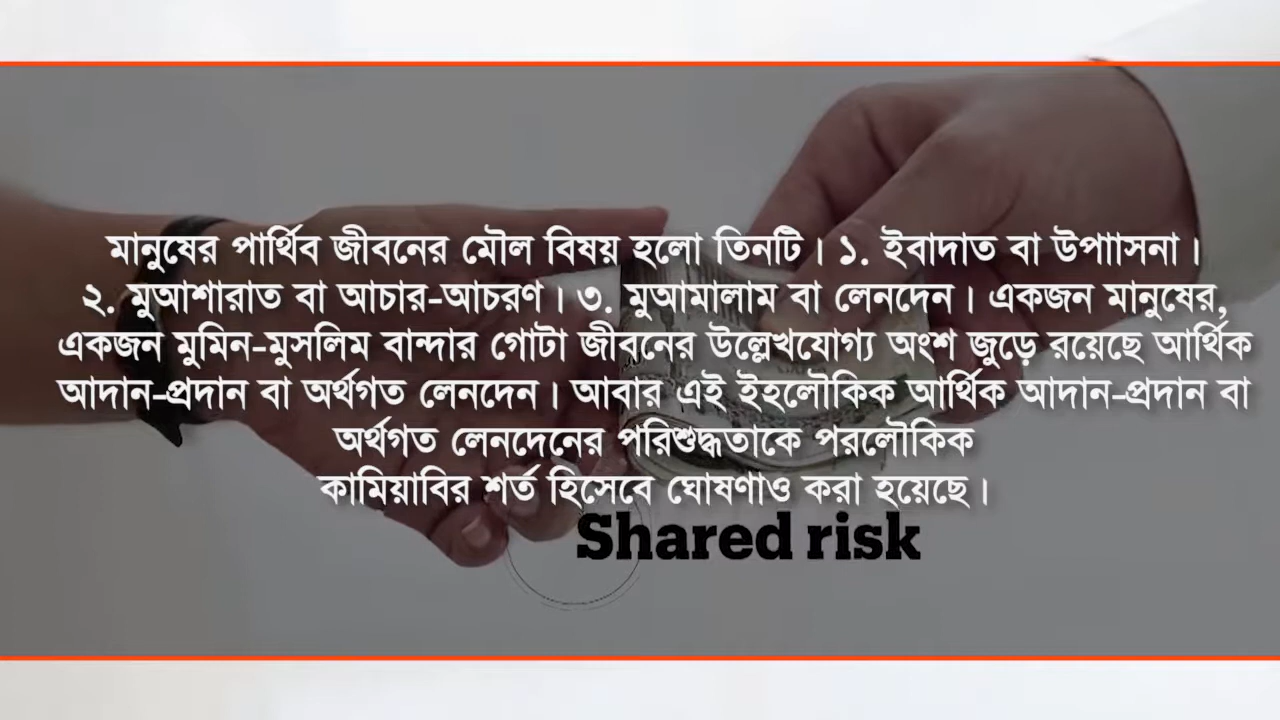 মানুষের পার্থিব জীবনের মৌল বিষয় হলো তিনটি। ১. ইবাদাত বা উপাাসনা।
২. মুআশারাত বা আচার-আচরণ। ৩. মুআমালাম বা লেনদেন। একজন মানুষের,
একজন মুমিন-মুসলিম বান্দার গোটা জীবনের উল্লেখযোগ্য অংশ জুড়ে রয়েছে আর্থিক
আদান-প্রদান বা অর্থগত লেনদেন। আবার এই ইহলৌকিক আর্থিক আদান-প্রদান বা
অর্থগত লেনদেনের পরিশুদ্ধতাকে পরলৌকিক
কামিয়াবির শর্ত হিসেবে ঘোষণাও করা হয়েছে।
Shared risk